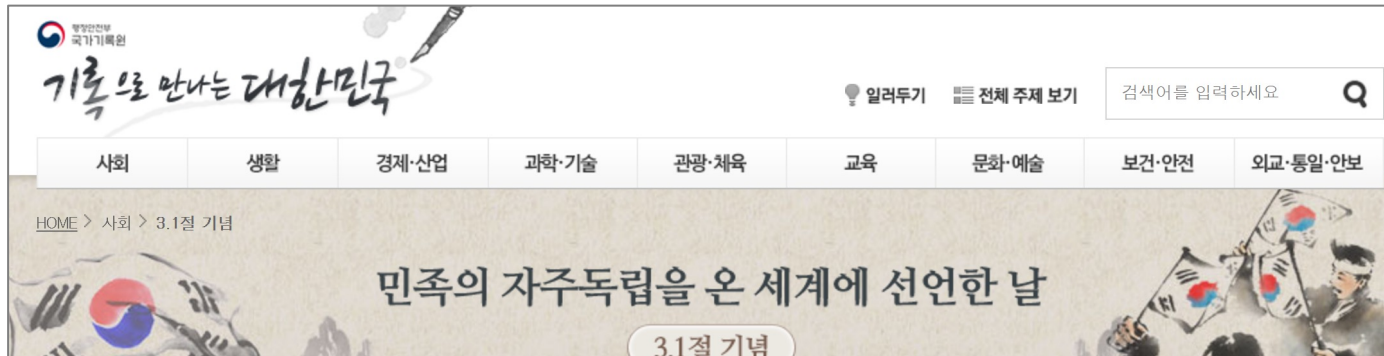 행정안전부
국가기록원
기록으로 만나는 대한민국
일러두기 전체 주제 보기 검색어를 입력하세요
사회 생활 경제·산업 과학·기술 관광·체육 교육 문화·예술 보건·안전 외교·통일·안보
HOME > 사회 > 3.1절 기념
민족의 자주독립을 온 세계에 선언한 날
3.1절 기념